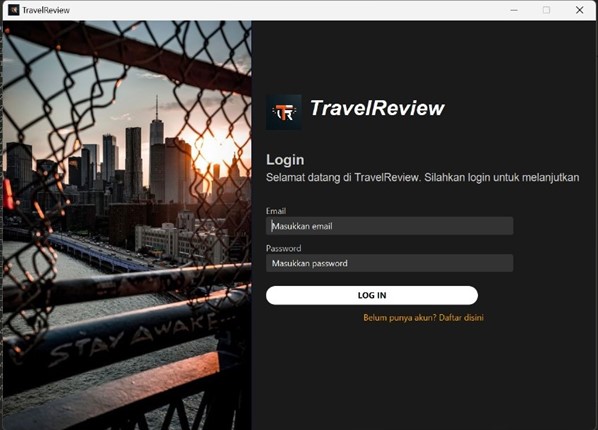 TravelReview
TR
TravelReview
Login
Selamat datang di TravelReview. Silahkan login untuk melanjutkan
Email
Masukkan email
Password
Masukkan password
LOG IN
Belum punya akun? Daftar disini
STAY AWAKE